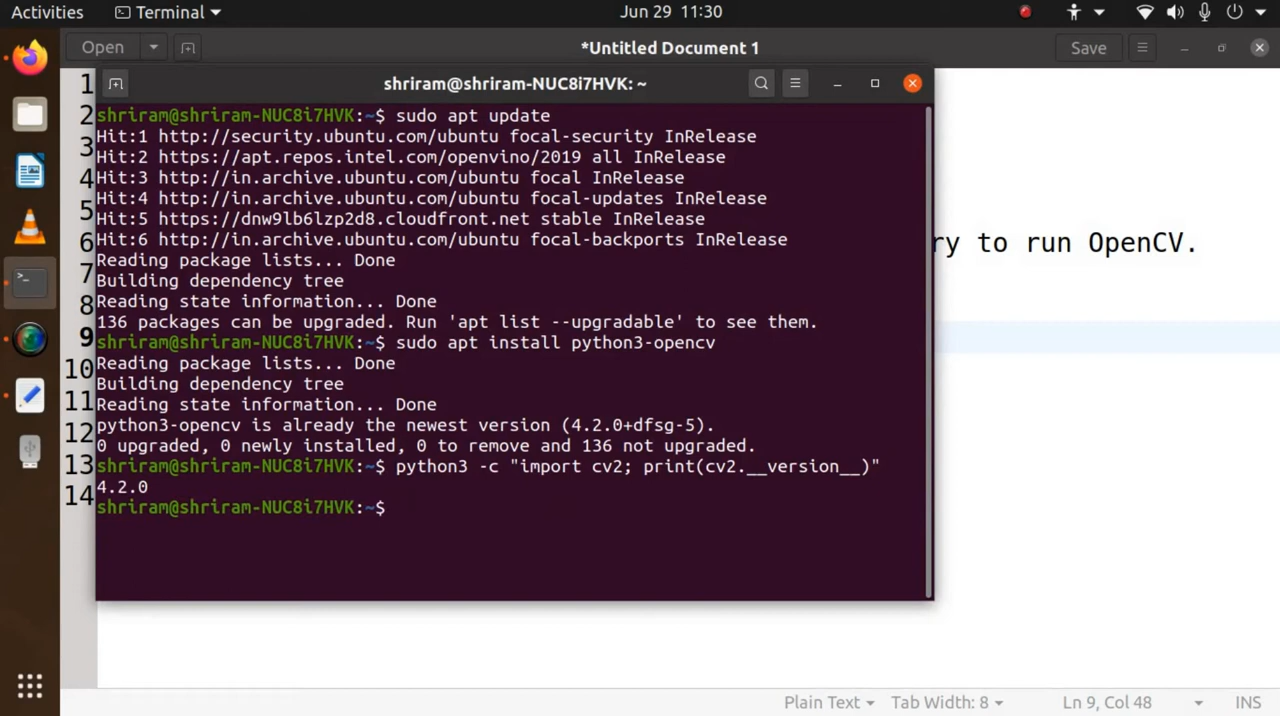 Activities Terminal Jun 29 11:30
Open *Untitled Document 1 Save
shriram@shriram-NUC8i7HVK: ~
1
2
3
4
5
6
7
8
9
10
11
12
13
14
shriram@shriram-NUC8i7HVK:~$ sudo apt update
Hit:1 http://security.ubuntu.com/ubuntu focal-security InRelease
Hit:2 https://apt.repos.intel.com/openvino/2019 all InRelease
Hit:3 http://in.archive.ubuntu.com/ubuntu focal InRelease
Hit:4 http://in.archive.ubuntu.com/ubuntu focal-updates InRelease
Hit:5 https://dnw9lb6lzp2d8.cloudfront.net stable InRelease
Hit:6 http://in.archive.ubuntu.com/ubuntu focal-backports InRelease
Reading package lists... Done
Building dependency tree
Reading state information... Done
136 packages can be upgraded. Run 'apt list --upgradable' to see them.
shriram@shriram-NUC8i7HVK:~$ sudo apt install python3-opencv
Reading package lists... Done
Building dependency tree
Reading state information... Done
python3-opencv is already the newest version (4.2.0+dfsg-5).
0 upgraded, 0 newly installed, 0 to remove and 136 not upgraded.
shriram@shriram-NUC8i7HVK:~$ python3 -c "import cv2; print(cv2.__version__)"
4.2.0
shriram@shriram-NUC8i7HVK:~$
ry to run OpenCV.
Plain Text Tab Width: 8 Ln 9, Col 48 INS